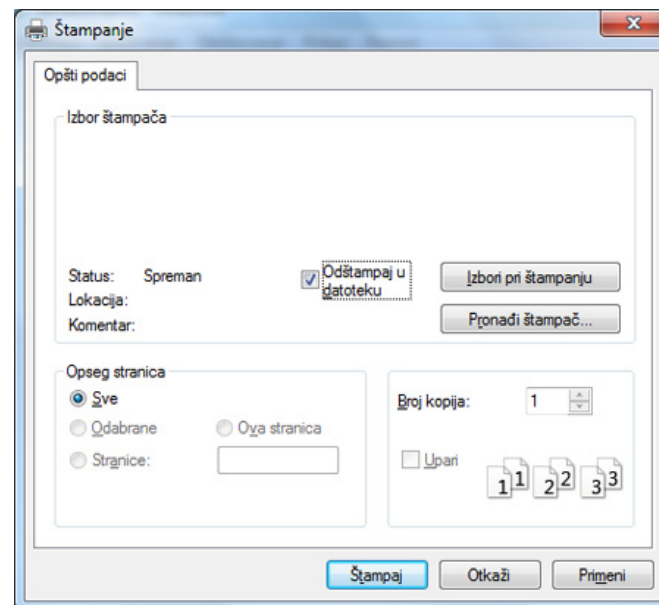 Štampanje
Opšti podaci
Izbor štampača
Status: Spreman
Lokacija:
Komentar:
Odštampaj u
datoteku
Izbori pri štampanju
Pronađi štampač...
Opseg stranica
Sve
Odabrane Ova stranica
Stranice:
Broj kopija: 1
Upari
1 1 2 2 3 3
Štampaj Otkaži Primeni